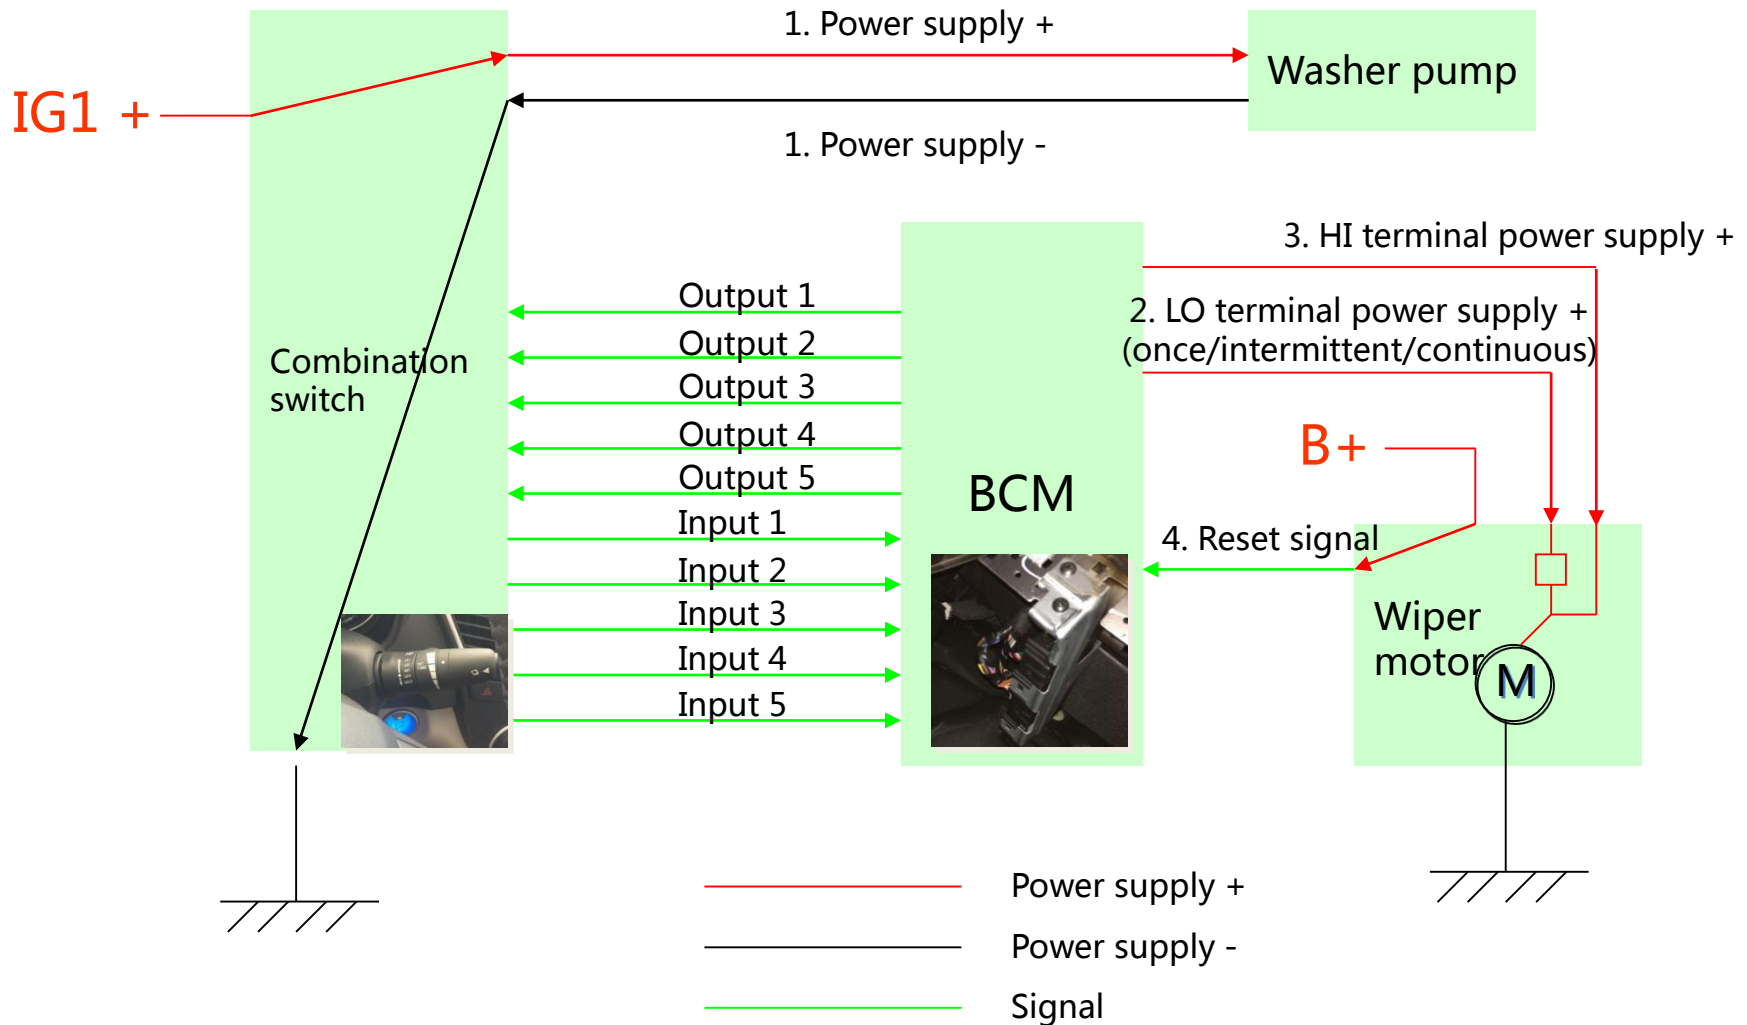 1. Power supply +
IG1 +
Washer pump
1. Power supply -
3. HI terminal power supply +
2. LO terminal power supply +
(once/intermittent/continuous)
Output 1
Output 2
Output 3
Output 4
Output 5
Input 1
Input 2
Input 3
Input 4
Input 5
Combination
switch
BCM
B+
4. Reset signal
Wiper
motor
M
Power supply +
Power supply -
Signal